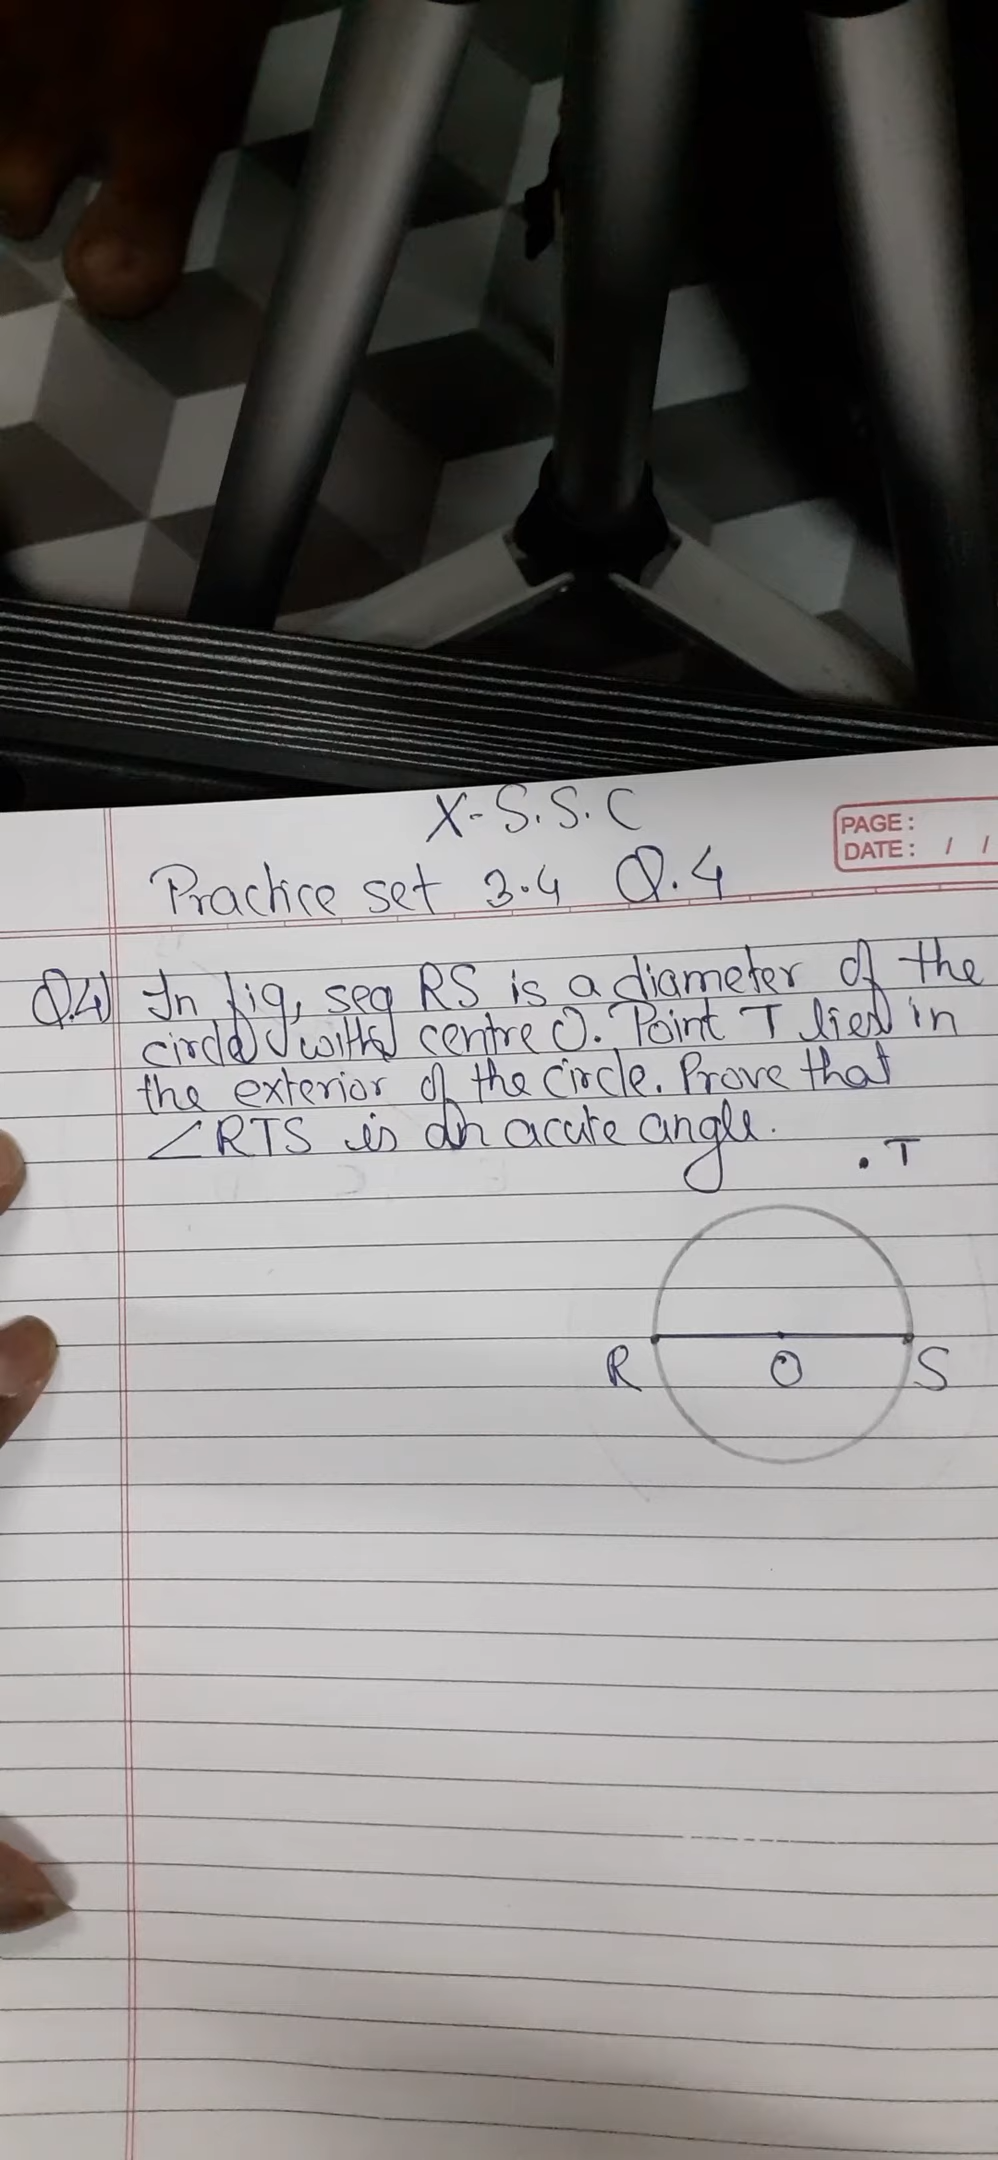 X-S.S.C
PAGE:
DATE: / /
Practice set 3.4 Q.4
Q.4) In fig, seg RS is a diameter of the
circle with centre O. Point T lies in
the exterior of the circle. Prove that
∠RTS is an acute angle.
. T
R O S